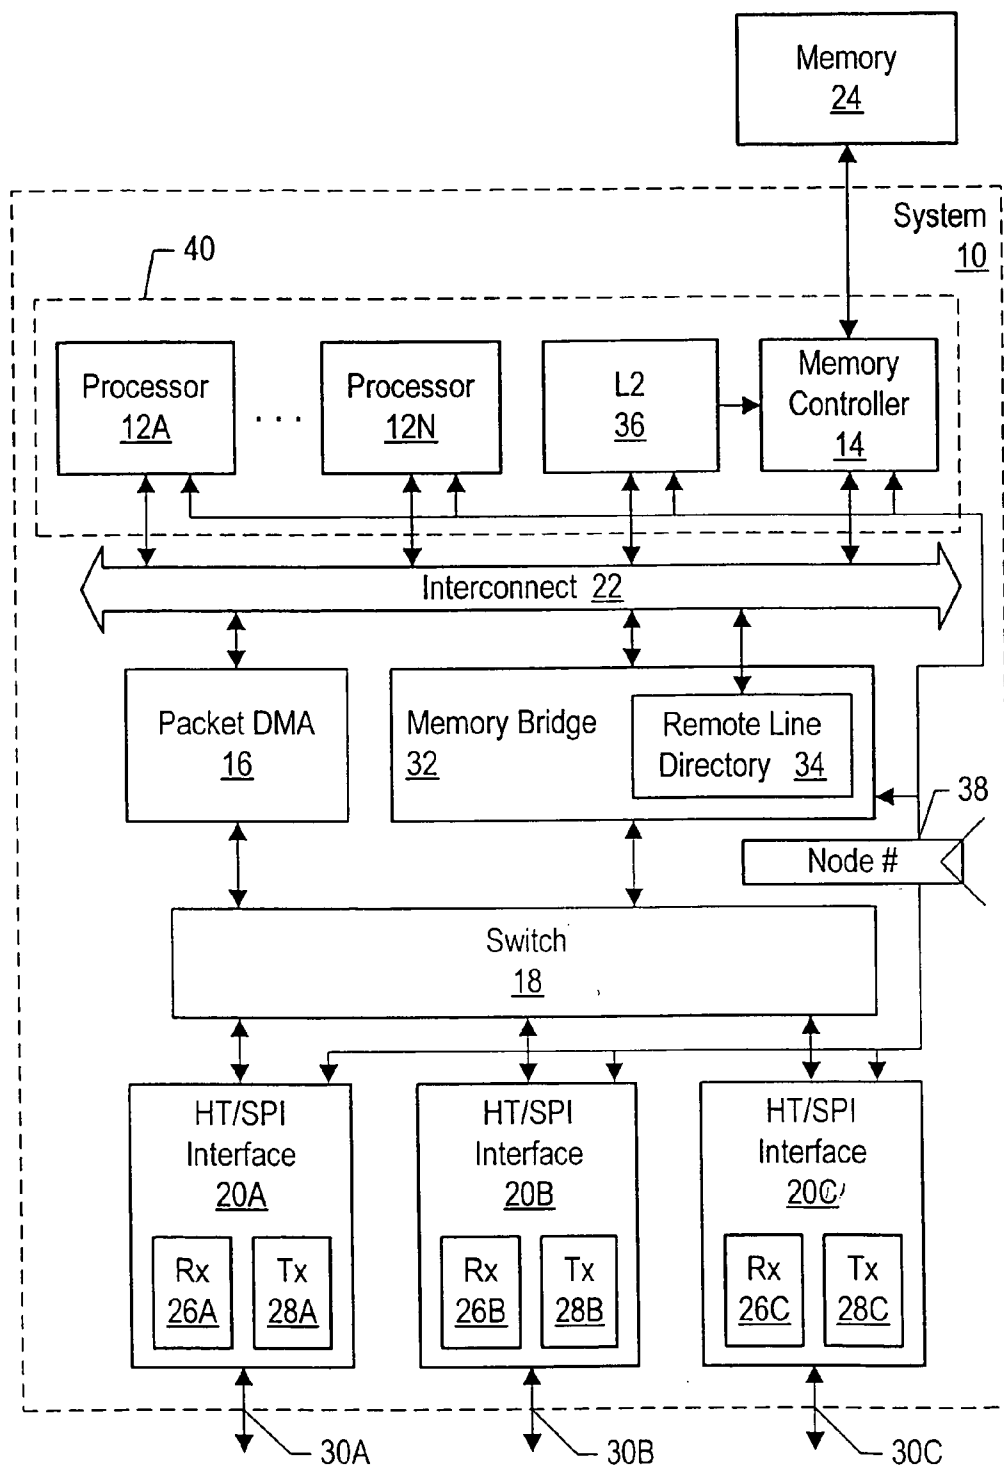 Memory
24
System
10
40
Processor
12A
. . .
Processor
12N
L2
36
Memory
Controller
14
Interconnect 22
Packet DMA
16
Memory Bridge
32
Remote Line
Directory 34
38
Node #
Switch
18
HT/SPI
Interface
20A
Rx
26A
Tx
28A
HT/SPI
Interface
20B
Rx
26B
Tx
28B
HT/SPI
Interface
20C
Rx
26C
Tx
28C
30A
30B
30C